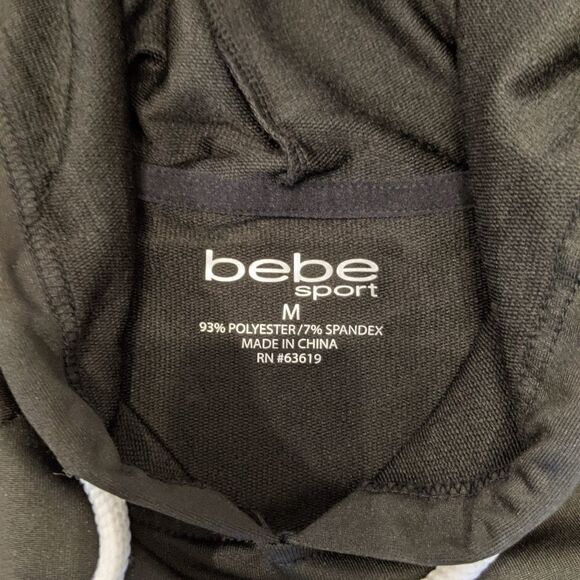 bebe
sport
M
93% POLYESTER/7% SPANDEX
MADE IN CHINA
RN #63619